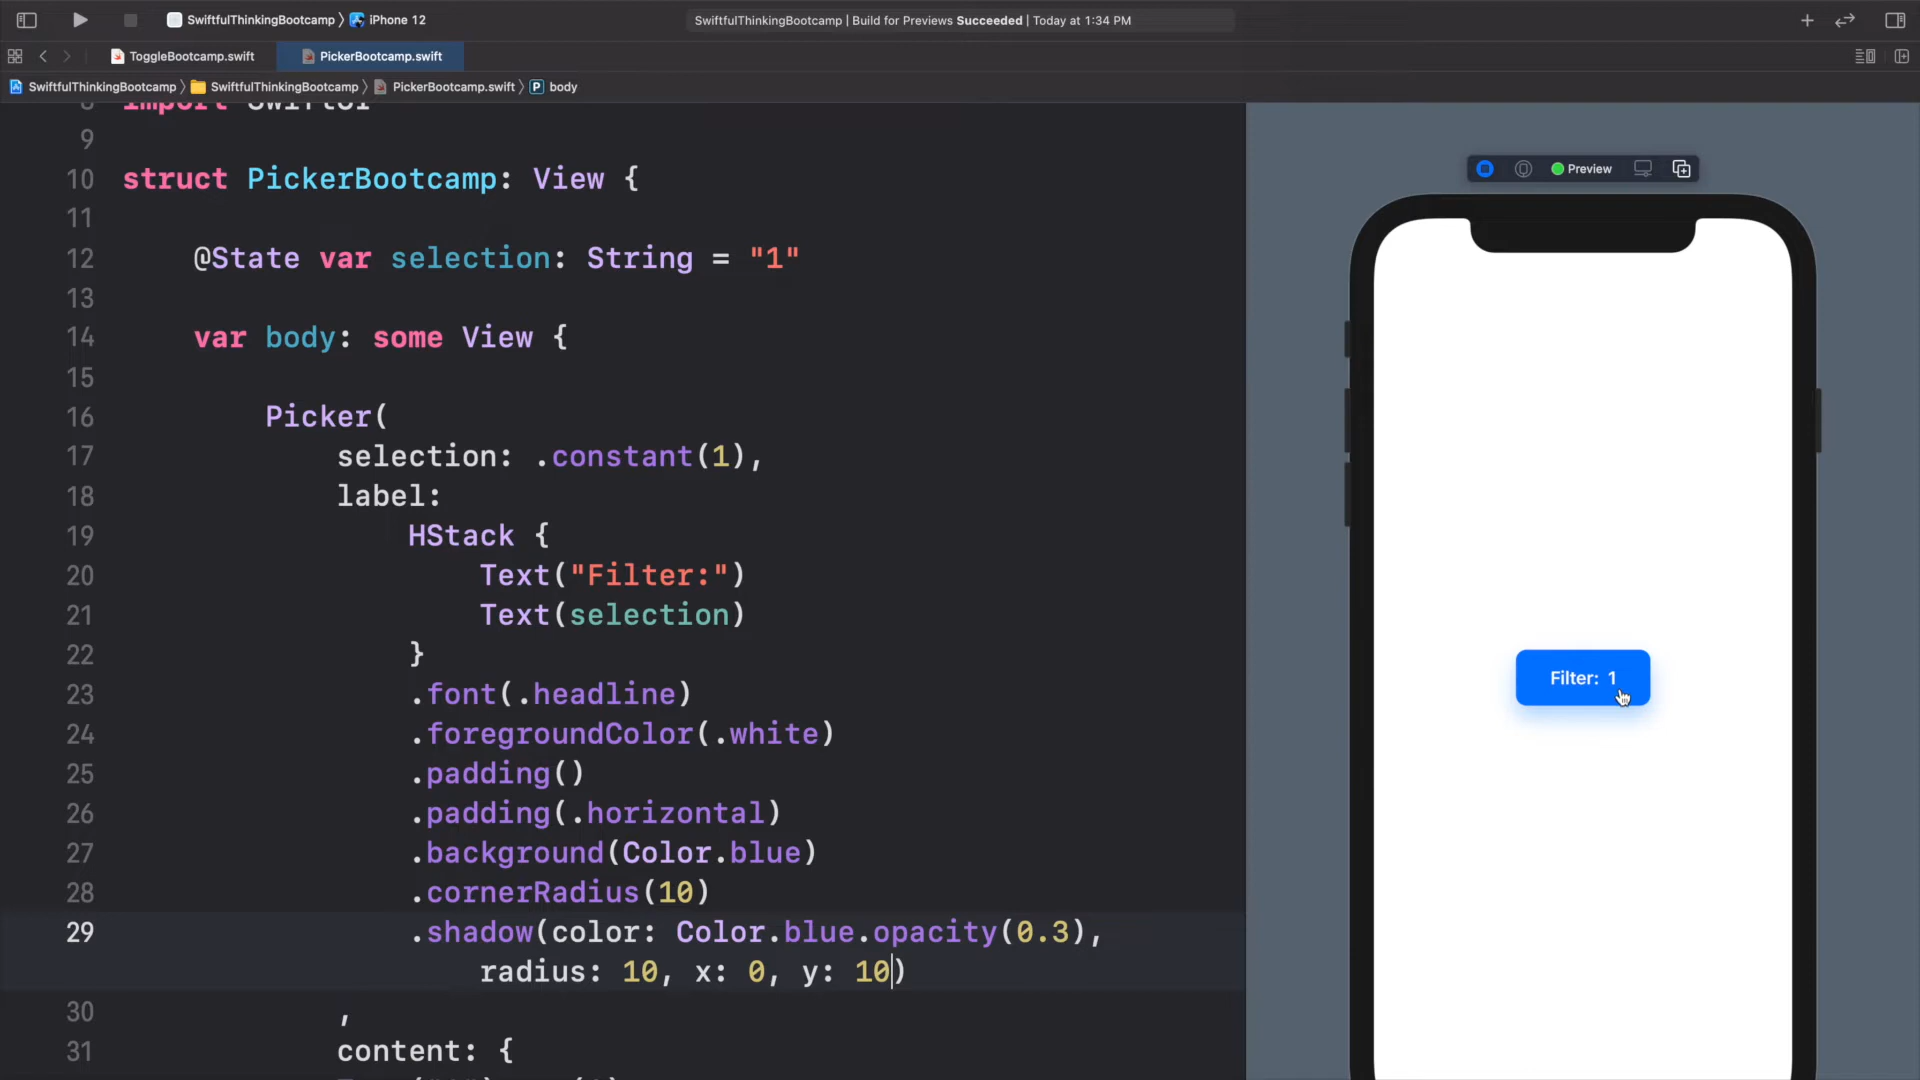 SwiftfulThinkingBootcamp 〉 iPhone 12
SwiftfulThinkingBootcamp | Build for Previews Succeeded | Today at 1:34 PM
ToggleBootcamp.swift
PickerBootcamp.swift
SwiftfulThinkingBootcamp 〉 SwiftfulThinkingBootcamp 〉 PickerBootcamp.swift 〉 P body
8 import SwiftUI
9
10 struct PickerBootcamp: View {
11
12 @State var selection: String = "1"
13
14 var body: some View {
15
16 Picker(
17 selection: .constant(1),
18 label:
19 HStack {
20 Text("Filter:")
21 Text(selection)
22 }
23 .font(.headline)
24 .foregroundColor(.white)
25 .padding()
26 .padding(.horizontal)
27 .background(Color.blue)
28 .cornerRadius(10)
29 .shadow(color: Color.blue.opacity(0.3),
radius: 10, x: 0, y: 10)
30 ,
31 content: {
Preview
Filter: 1